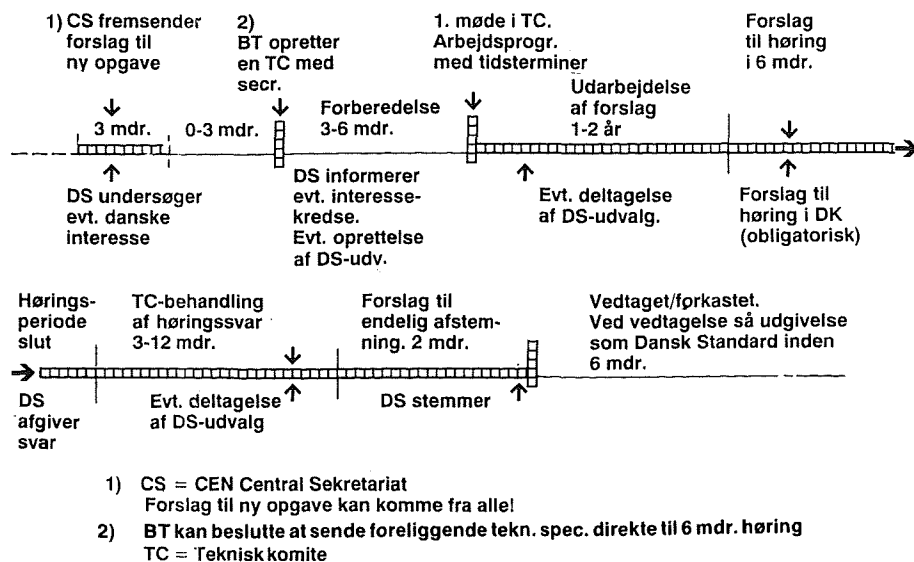 1) CS fremsender
forslag til
ny opgave
2)
BT opretter
en TC med
secr.
1. møde i TC.
Arbejdsprogr.
med tidsterminer
Forslag
til høring
i 6 mdr.
3 mdr.
0-3 mdr.
Forberedelse
3-6 mdr.
Udarbejdelse
af forslag
1-2 år
DS undersøger
evt. danske
interesse
DS informerer
evt. interesse-
kredse.
Evt. oprettelse
af DS-udv.
Evt. deltagelse
af DS-udvalg.
Forslag til
høring i DK
(obligatorisk)
Hørings-
periode
slut
TC-behandling
af høringssvar
3-12 mdr.
Forslag til
endelig afstem-
ning. 2 mdr.
Vedtaget/forkastet.
Ved vedtagelse så udgivelse
som Dansk Standard inden
6 mdr.
DS
afgiver
svar
Evt. deltagelse
af DS-udvalg
DS stemmer
1) CS = CEN Central Sekretariat
Forslag til ny opgave kan komme fra alle!
2) BT kan beslutte at sende foreliggende tekn. spec. direkte til 6 mdr. høring
TC = Teknisk komite